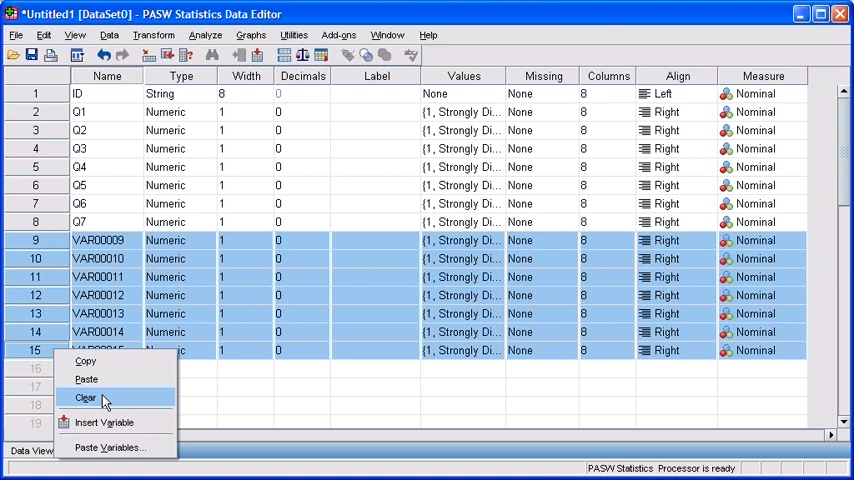 *Untitled1 [DataSet0] - PASW Statistics Data Editor
File Edit View Data Transform Analyze Graphs Utilities Add-ons Window Help
Name Type Width Decimals Label Values Missing Columns Align Measure
1 ID String 8 0 None None 8 Left Nominal
2 Q1 Numeric 1 0 {1, Strongly Di... None 8 Right Nominal
3 Q2 Numeric 1 0 {1, Strongly Di... None 8 Right Nominal
4 Q3 Numeric 1 0 {1, Strongly Di... None 8 Right Nominal
5 Q4 Numeric 1 0 {1, Strongly Di... None 8 Right Nominal
6 Q5 Numeric 1 0 {1, Strongly Di... None 8 Right Nominal
7 Q6 Numeric 1 0 {1, Strongly Di... None 8 Right Nominal
8 Q7 Numeric 1 0 {1, Strongly Di... None 8 Right Nominal
9 VAR00009 Numeric 1 0 {1, Strongly Di... None 8 Right Nominal
10 VAR00010 Numeric 1 0 {1, Strongly Di... None 8 Right Nominal
11 VAR00011 Numeric 1 0 {1, Strongly Di... None 8 Right Nominal
12 VAR00012 Numeric 1 0 {1, Strongly Di... None 8 Right Nominal
13 VAR00013 Numeric 1 0 {1, Strongly Di... None 8 Right Nominal
14 VAR00014 Numeric 1 0 {1, Strongly Di... None 8 Right Nominal
15 1 0 {1, Strongly Di... None 8 Right Nominal
Copy
16
Paste
17
Clear
18
Insert Variable
19
Paste Variables...
Data View
PASW Statistics Processor is ready